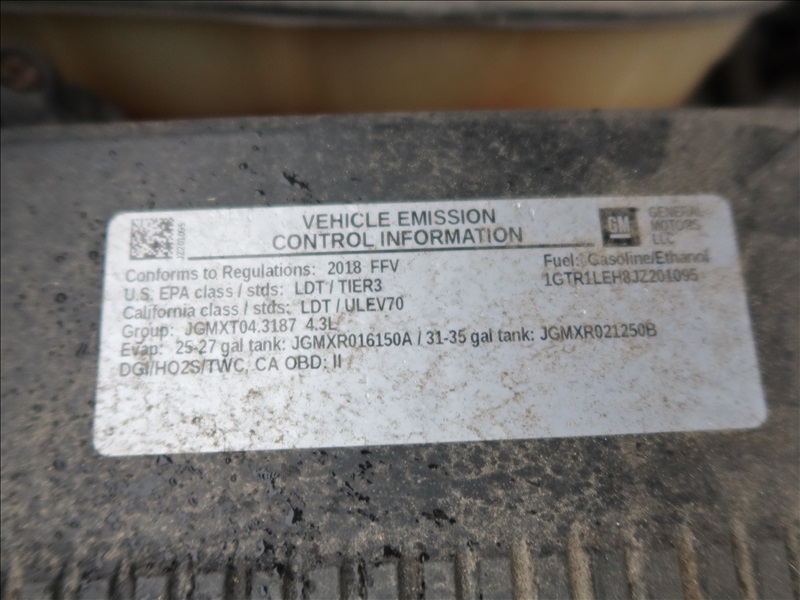 VEHICLE EMISSION
CONTROL INFORMATION
GM
GENERAL
MOTORS
LLC
Conforms to Regulations: 2018 FFV
U.S. EPA class / stds: LDT / TIER3
California class / stds: LDT / ULEV70
Group: JGMXT04.3187 4.3L
Evap: 25-27 gal tank: JGMXR016150A / 31-35 gal tank: JGMXR021250B
DGI/HO2S/TWC, CA OBD: II
Fuel: Gasoline/Ethanol
1GTR1LEH8JZ201095